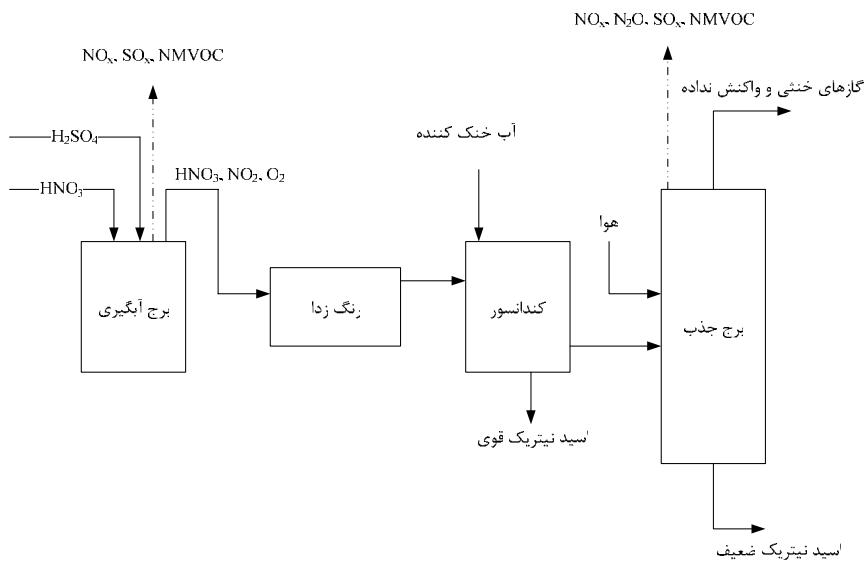 NOₓ, N₂O, SOₓ, NMVOC
NOₓ, SOₓ, NMVOC
گازهای خنثی و واکنش نداده
H₂SO₄
آب خنک کننده
HNO₃, NO₂, O₂
HNO₃
هوا
برج آبگیری
رنگ زدا
کندانسور
برج جذب
اسید نیتریک قوی
اسید نیتریک ضعیف